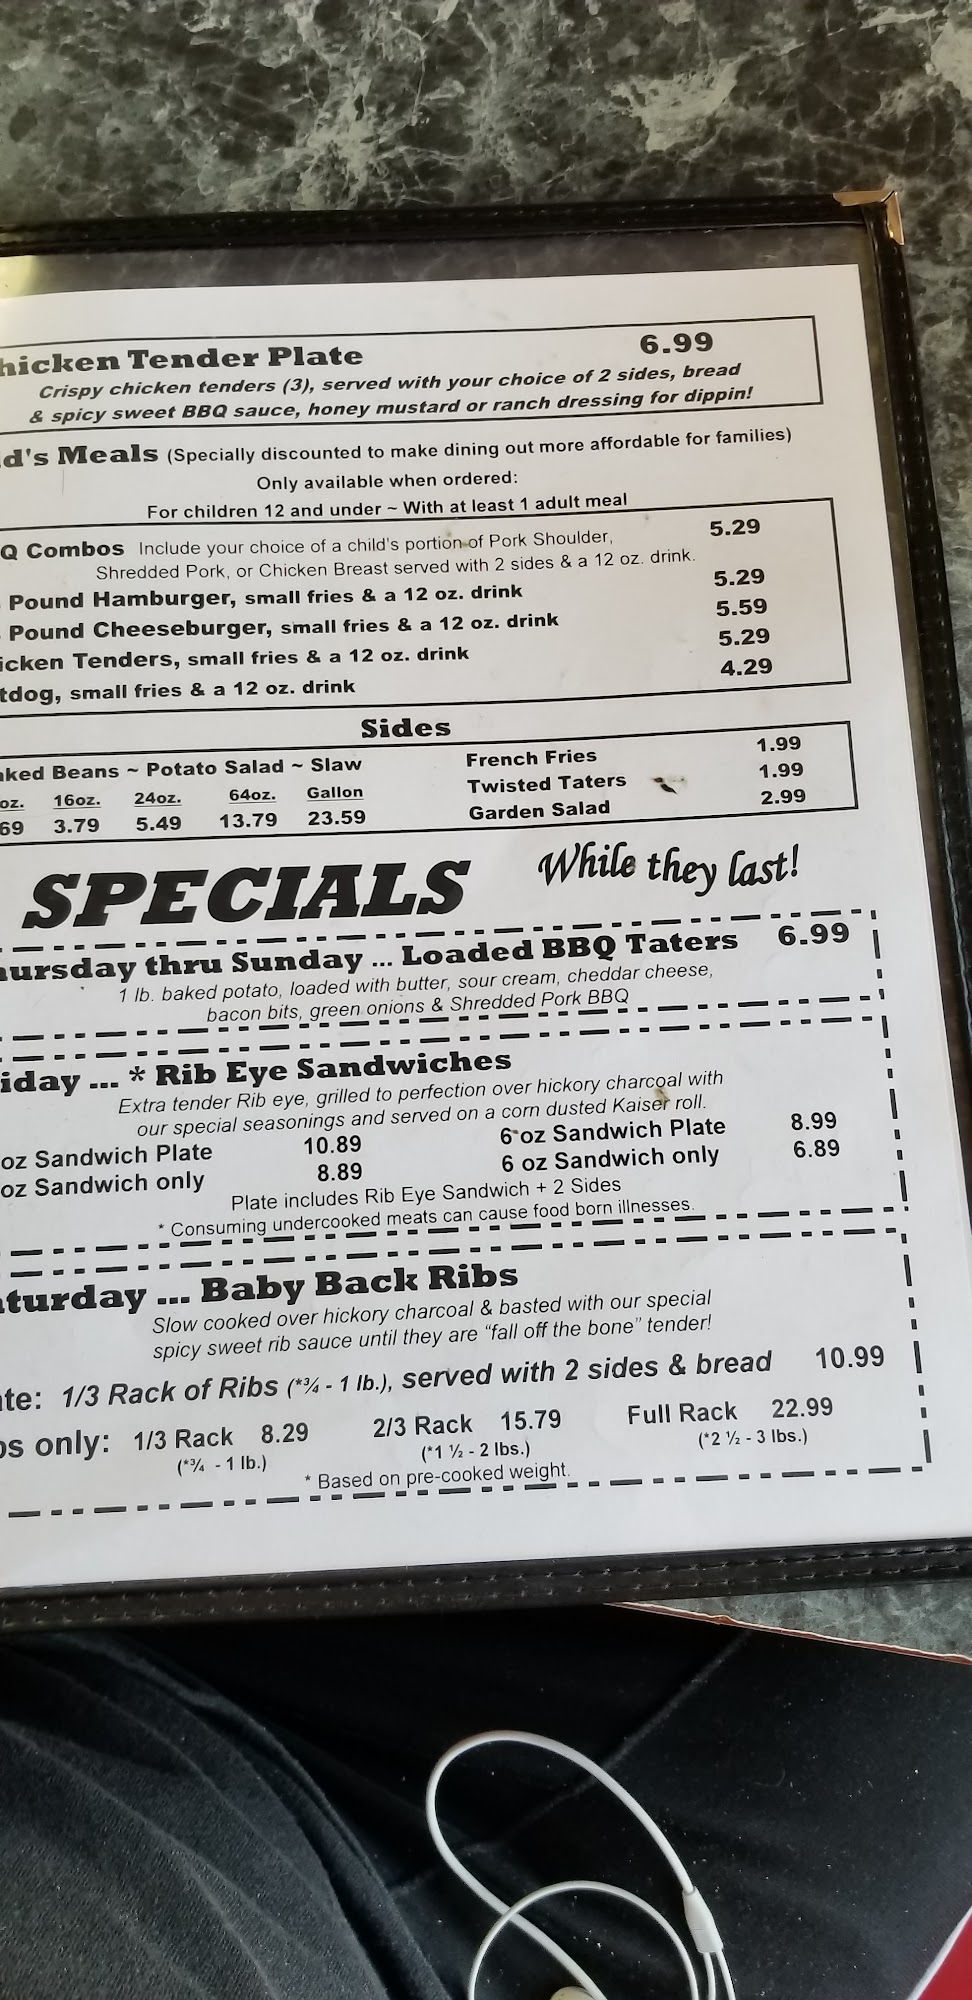 hicken Tender Plate 6.99
Crispy chicken tenders (3), served with your choice of 2 sides, bread
& spicy sweet BBQ sauce, honey mustard or ranch dressing for dippin!
d's Meals (Specially discounted to make dining out more affordable for families)
Only available when ordered:
For children 12 and under ~ With at least 1 adult meal
Q Combos Include your choice of a child's portion of Pork Shoulder, 5.29
Shredded Pork, or Chicken Breast served with 2 sides & a 12 oz. drink.
Pound Hamburger, small fries & a 12 oz. drink 5.29
Pound Cheeseburger, small fries & a 12 oz. drink 5.59
icken Tenders, small fries & a 12 oz. drink 5.29
tdog, small fries & a 12 oz. drink 4.29
Sides
aked Beans ~ Potato Salad ~ Slaw French Fries 1.99
oz. 16oz. 24oz. 64oz. Gallon Twisted Taters 1.99
69 3.79 5.49 13.79 23.59 Garden Salad 2.99
SPECIALS While they last!
hursday thru Sunday ... Loaded BBQ Taters 6.99
1 lb. baked potato, loaded with butter, sour cream, cheddar cheese,
bacon bits, green onions & Shredded Pork BBQ
iday ... * Rib Eye Sandwiches
Extra tender Rib eye, grilled to perfection over hickory charcoal with
our special seasonings and served on a corn dusted Kaiser roll.
oz Sandwich Plate 10.89 6 oz Sandwich Plate 8.99
oz Sandwich only 8.89 6 oz Sandwich only 6.89
Plate includes Rib Eye Sandwich + 2 Sides
* Consuming undercooked meats can cause food born illnesses.
aturday ... Baby Back Ribs
Slow cooked over hickory charcoal & basted with our special
spicy sweet rib sauce until they are "fall off the bone" tender!
ate: 1/3 Rack of Ribs (*¾ - 1 lb.), served with 2 sides & bread 10.99
bs only: 1/3 Rack 8.29 2/3 Rack 15.79 Full Rack 22.99
(*¾ - 1 lb.) (*1 ½ - 2 lbs.) (*2 ½ - 3 lbs.)
* Based on pre-cooked weight.